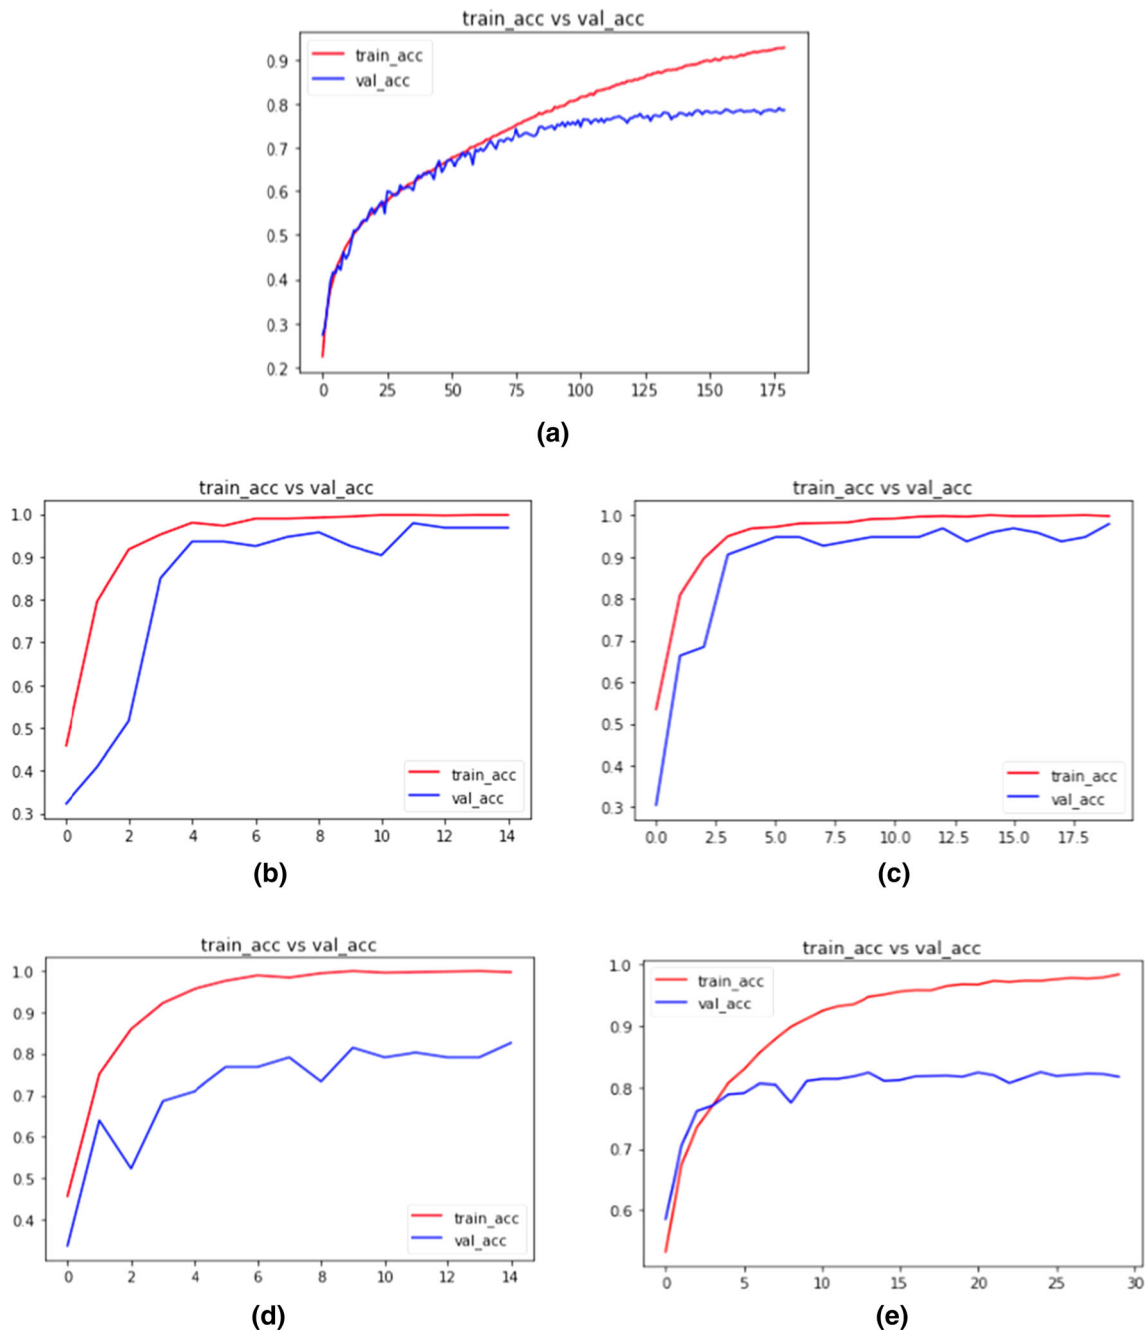 train_acc vs val_acc
train_acc
val_acc
0.9
0.8
0.7
0.6
0.5
0.4
0.3
0.2
0 25 50 75 100 125 150 175
(a)
train_acc vs val_acc
1.0
0.9
0.8
0.7
0.6
0.5
0.4
0.3
train_acc
val_acc
0 2 4 6 8 10 12 14
(b)
train_acc vs val_acc
1.0
0.9
0.8
0.7
0.6
0.5
0.4
0.3
train_acc
val_acc
0.0 2.5 5.0 7.5 10.0 12.5 15.0 17.5
(c)
train_acc vs val_acc
1.0
0.9
0.8
0.7
0.6
0.5
0.4
train_acc
val_acc
0 2 4 6 8 10 12 14
(d)
train_acc vs val_acc
train_acc
val_acc
1.0
0.9
0.8
0.7
0.6
0 5 10 15 20 25 30
(e)